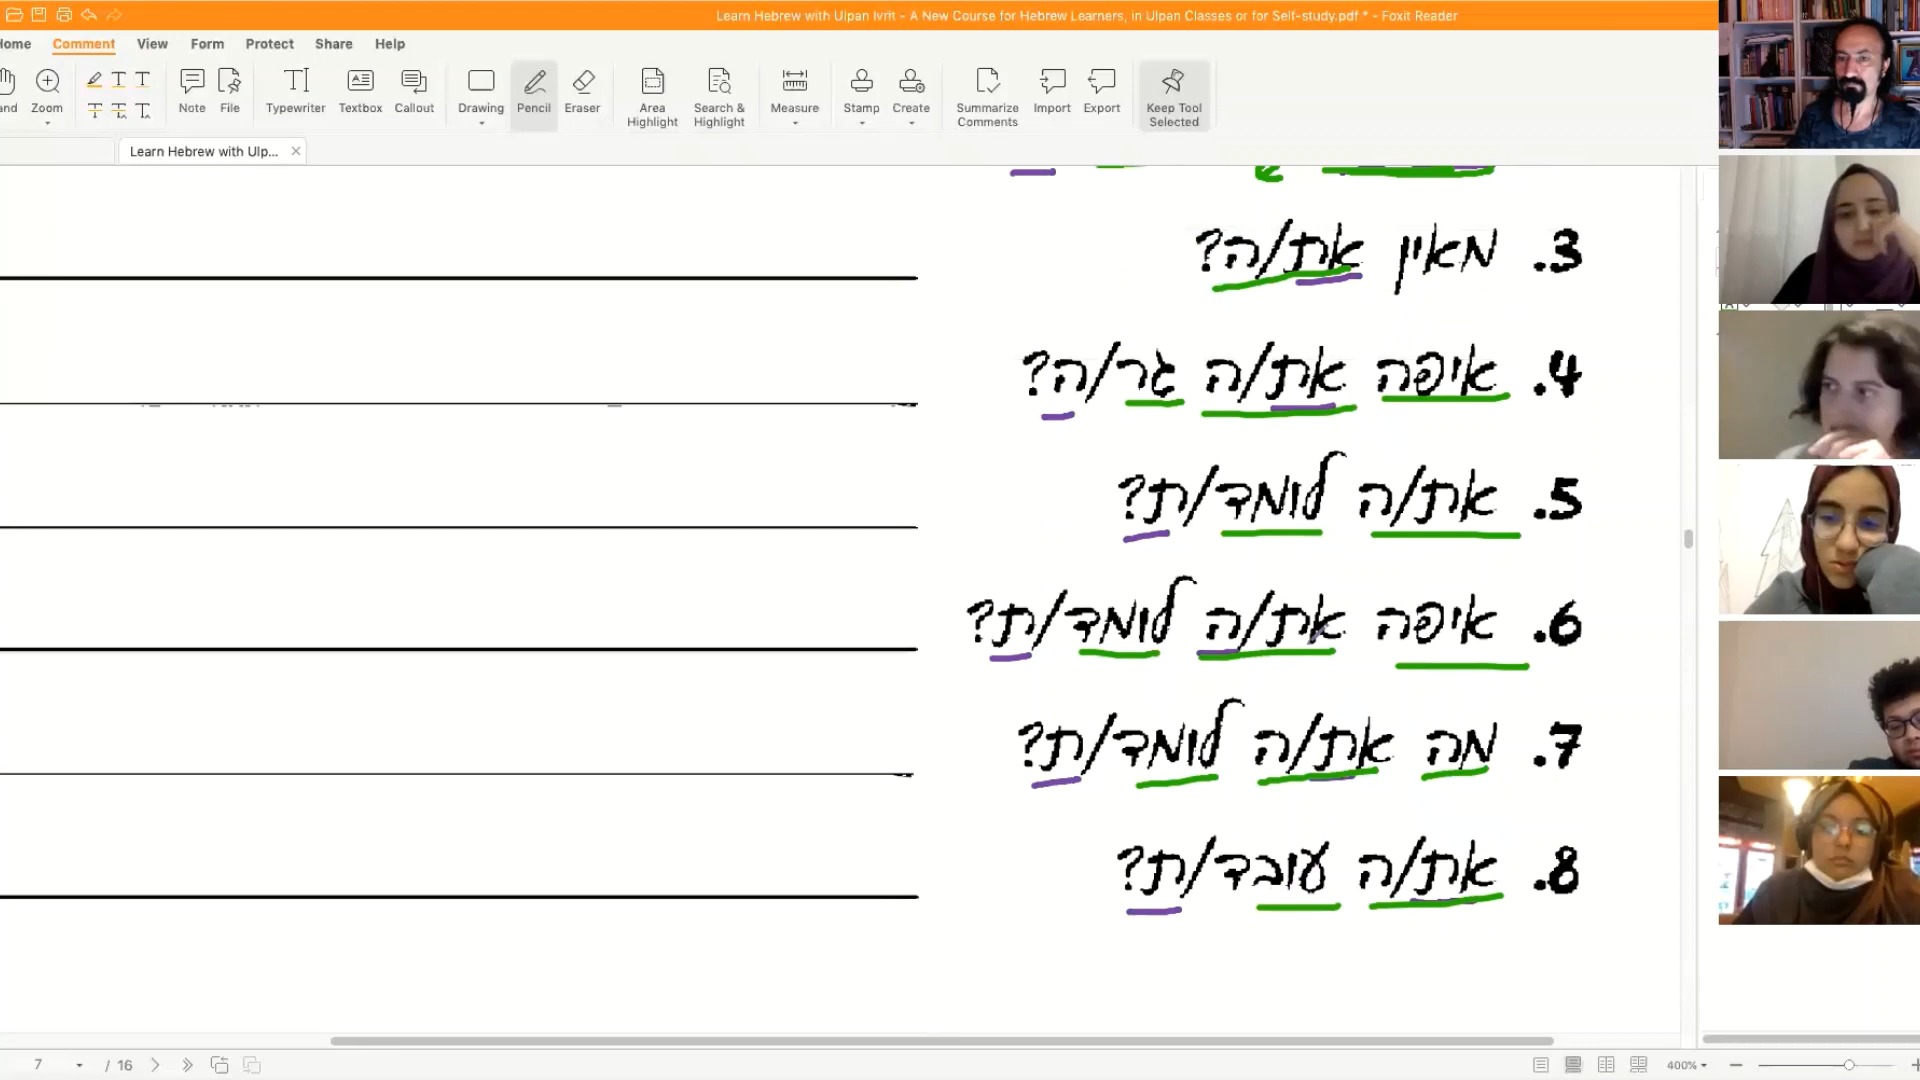 Learn Hebrew with Ulpan Ivrit - A New Course for Hebrew Learners, in Ulpan Classes or for Self-study.pdf * - Foxit Reader
Home Comment View Form Protect Share Help
Zoom Note File Typewriter Textbox Callout Drawing Pencil Eraser Area Highlight Search & Highlight Measure Stamp Create Summarize Comments Import Export Keep Tool Selected
Learn Hebrew with Ulp...
3. מאין את/ה?
4. איפה את/ה גר/ה?
5. את/ה לומד/ת?
6. איפה את/ה לומד/ת?
7. מה את/ה לומד/ת?
8. את/ה עובד/ת?
7 / 16 400%